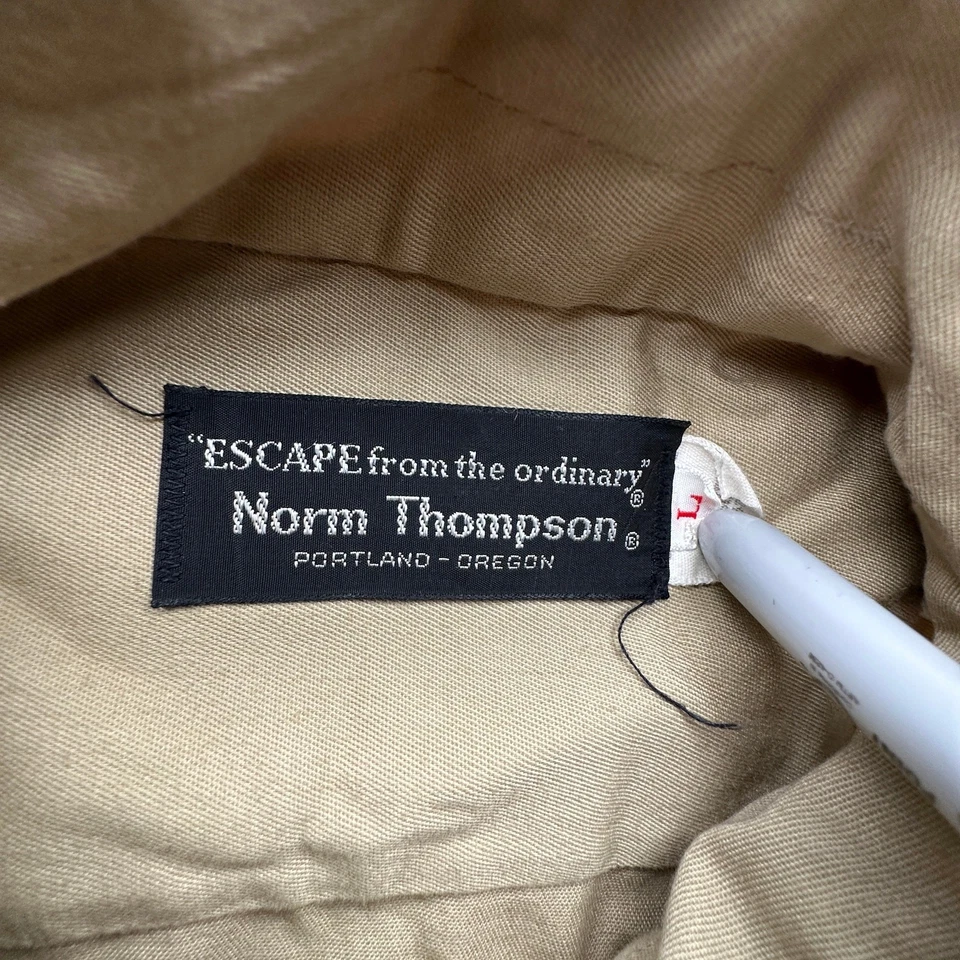 “ESCAPE from the ordinary”®
Norm Thompson®
PORTLAND - OREGON
L